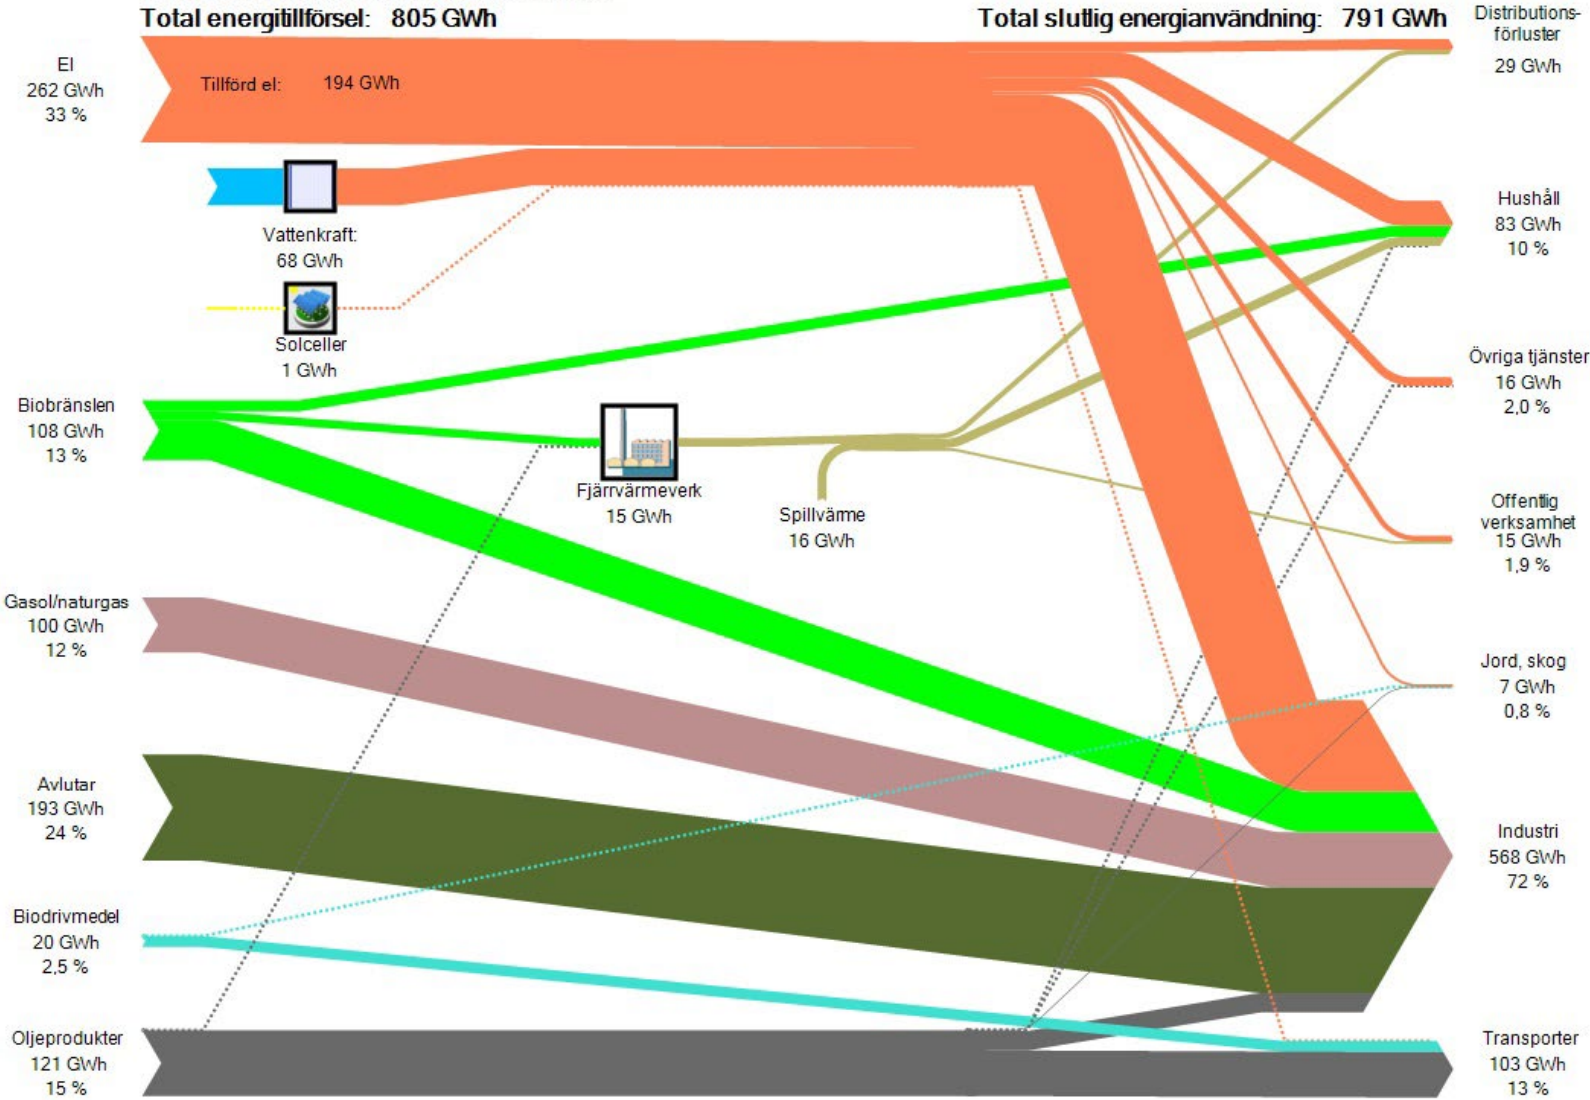 Total energitillförsel: 805 GWh
Total slutlig energianvändning: 791 GWh
Distributions-
förluster
29 GWh
El
262 GWh
33 %
Tillförd el: 194 GWh
Vattenkraft:
68 GWh
Solceller
1 GWh
Hushåll
83 GWh
10 %
Övriga tjänster
16 GWh
2,0 %
Biobränslen
108 GWh
13 %
Fjärrvärmeverk
15 GWh
Spillvärme
16 GWh
Offentlig
verksamhet
15 GWh
1,9 %
Gasol/naturgas
100 GWh
12 %
Jord, skog
7 GWh
0,8 %
Avlutar
193 GWh
24 %
Industri
568 GWh
72 %
Biodrivmedel
20 GWh
2,5 %
Oljeprodukter
121 GWh
15 %
Transporter
103 GWh
13 %